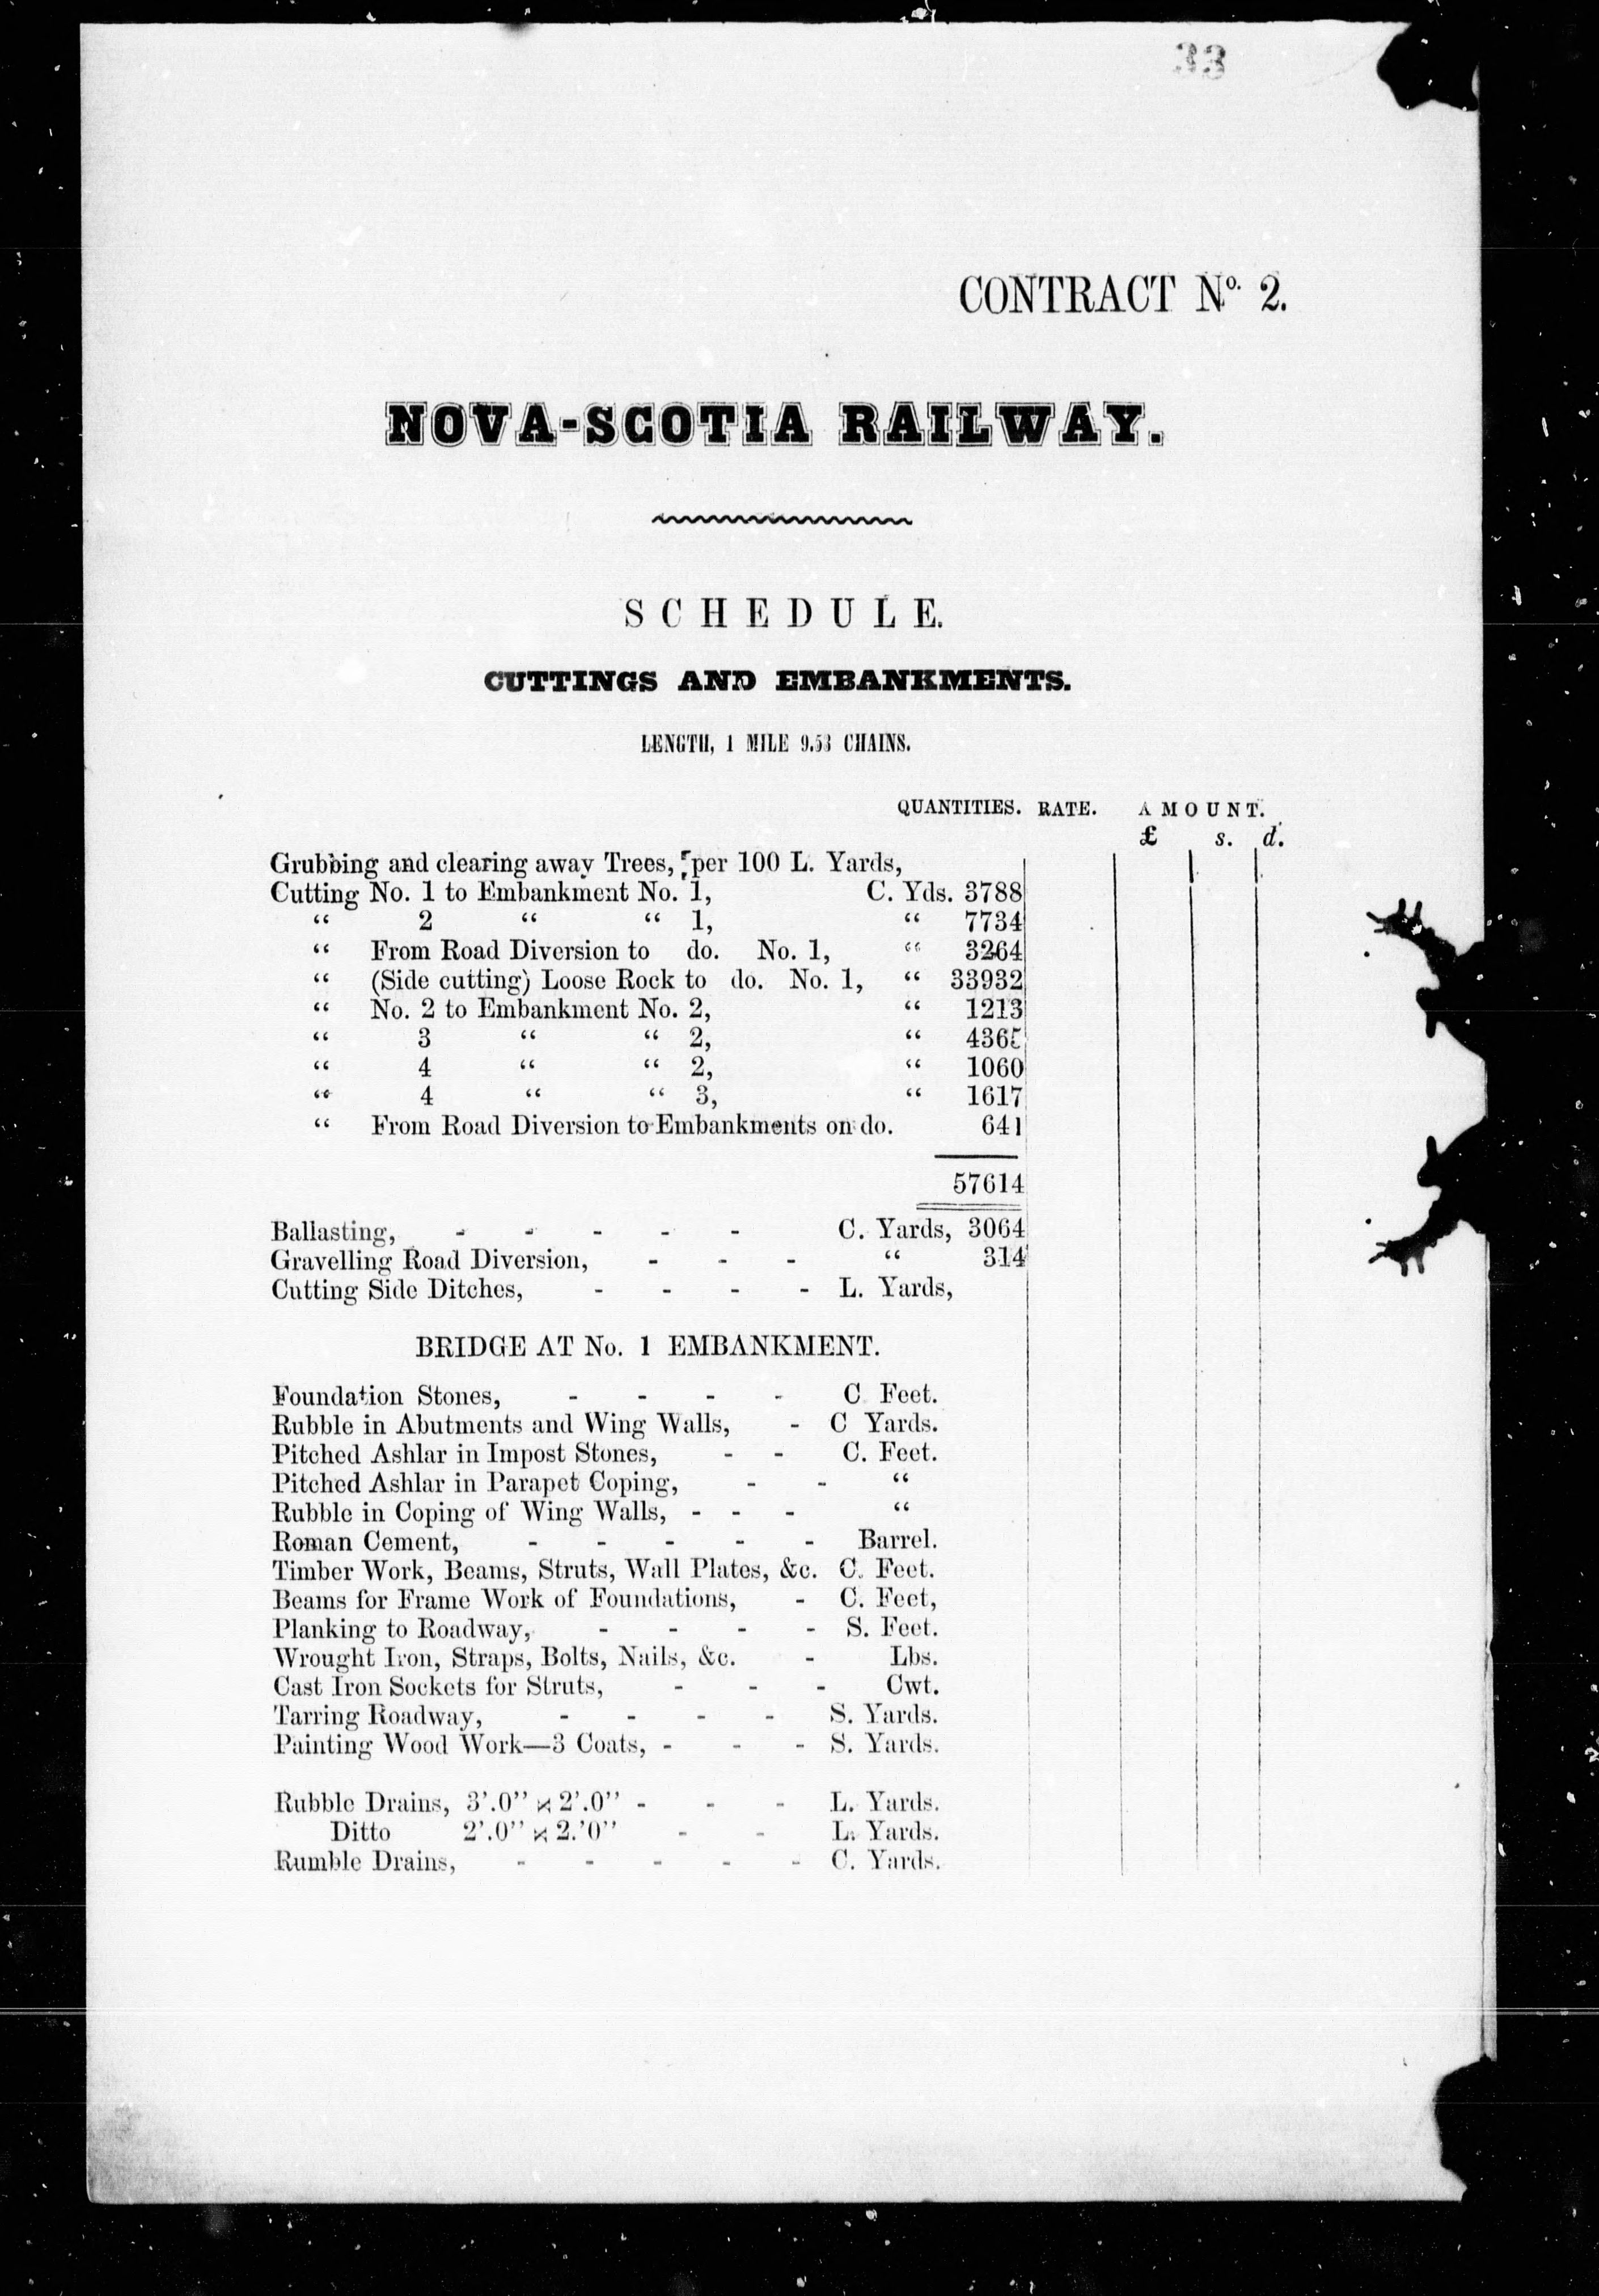 33
CONTRACT No. 2.
NOVA-SCOTIA RAILWAY.
SCHEDULE.
CUTTINGS AND EMBANKMENTS.
LENGTH, 1 MILE 9.53 CHAINS.
QUANTITIES. RATE. AMOUNT.
£ s. d.
Grubbing and clearing away Trees, per 100 L. Yards,
Cutting No. 1 to Embankment No. 1, C. Yds. 3788
“ 2 “ “ 1, “ 7734
“ From Road Diversion to do. No. 1, “ 3264
“ (Side cutting) Loose Rock to do. No. 1, “ 33932
“ No. 2 to Embankment No. 2, “ 1213
“ 3 “ “ 2, “ 4365
“ 4 “ “ 2, “ 1060
“ 4 “ “ 3, “ 1617
“ From Road Diversion to Embankments on do. 641
57614
Ballasting, - - - - - C. Yards, 3064
Gravelling Road Diversion, - - - “ 314
Cutting Side Ditches, - - - - L. Yards,
BRIDGE AT No. 1 EMBANKMENT.
Foundation Stones, - - - - C. Feet.
Rubble in Abutments and Wing Walls, - C Yards.
Pitched Ashlar in Impost Stones, - - C. Feet.
Pitched Ashlar in Parapet Coping, - - “
Rubble in Coping of Wing Walls, - - - “
Roman Cement, - - - - - Barrel.
Timber Work, Beams, Struts, Wall Plates, &c. C. Feet.
Beams for Frame Work of Foundations, - C. Feet,
Planking to Roadway, - - - - S. Feet.
Wrought Iron, Straps, Bolts, Nails, &c. - Lbs.
Cast Iron Sockets for Struts, - - - Cwt.
Tarring Roadway, - - - - S. Yards.
Painting Wood Work—3 Coats, - - - S. Yards.
Rubble Drains, 3’.0” × 2’.0” - - - L. Yards.
Ditto 2’.0” × 2.’0” - - L. Yards.
Rumble Drains, - - - - - C. Yards.